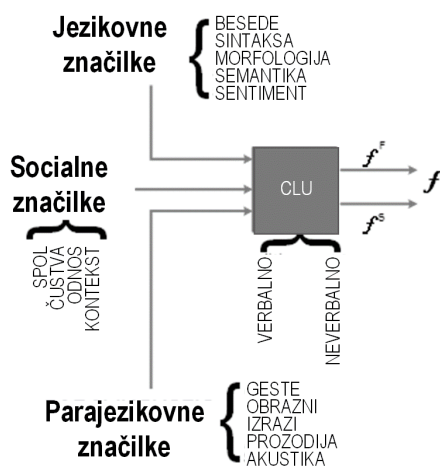 Jezikovne
značilke
BESEDE
SINTAKSA
MORFOLOGIJA
SEMANTIKA
SENTIMENT
Socialne
značilke
SPOL
ČUSTVA
ODNOS
KONTEKST
CLU
f^F
f^S
f
VERBALNO
NEVERBALNO
Parajezikovne
značilke
GESTE
OBRAZNI
IZRAZI
PROZODIJA
AKUSTIKA